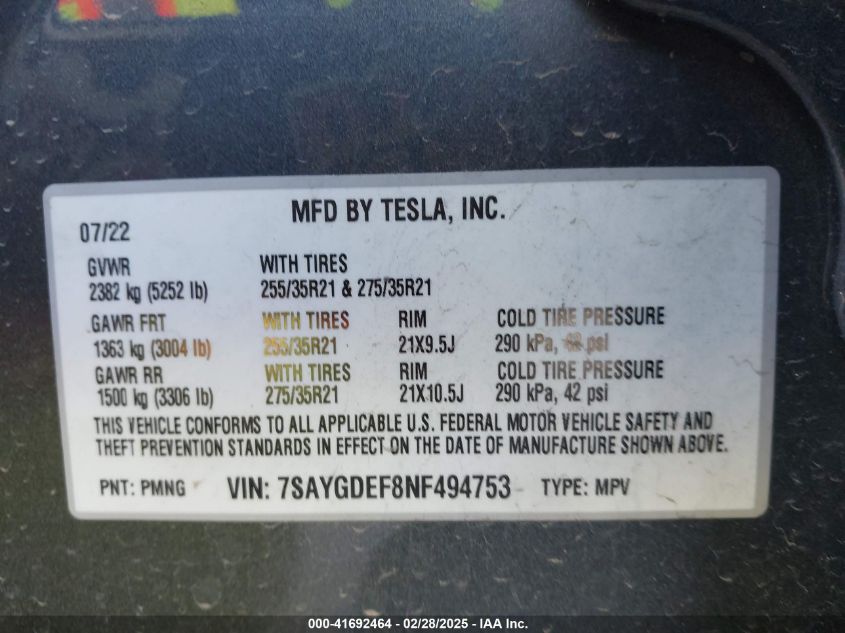 MFD BY TESLA, INC.
07/22
GVWR WITH TIRES
2382 kg (5252 lb) 255/35R21 & 275/35R21
GAWR FRT WITH TIRES RIM COLD TIRE PRESSURE
1363 kg (3004 lb) 255/35R21 21X9.5J 290 kPa, 42 psi
GAWR RR WITH TIRES RIM COLD TIRE PRESSURE
1500 kg (3306 lb) 275/35R21 21X10.5J 290 kPa, 42 psi
THIS VEHICLE CONFORMS TO ALL APPLICABLE U.S. FEDERAL MOTOR VEHICLE SAFETY AND
THEFT PREVENTION STANDARDS IN EFFECT ON THE DATE OF MANUFACTURE SHOWN ABOVE.
PNT: PMNG VIN: 7SAYGDEF8NF494753 TYPE: MPV
000-41692464 - 02/28/2025 - IAA Inc.